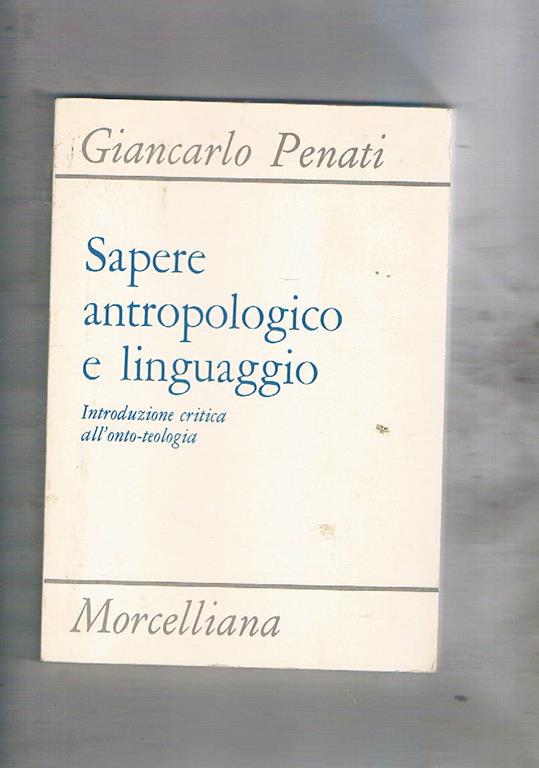 Giancarlo Penati
Sapere
antropologico
e linguaggio
Introduzione critica
all'onto-teologia
Morcelliana